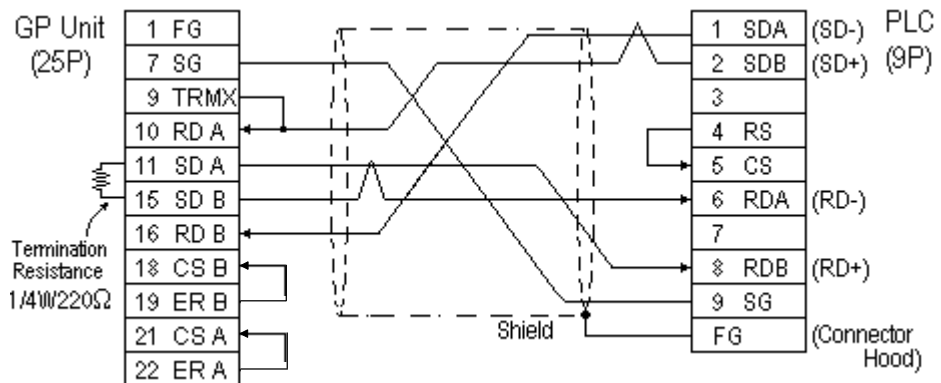 GP Unit
(25P)
1 FG
7 SG
9 TRMX
10 RD A
11 SD A
15 SD B
16 RD B
18 CS B
19 ER B
21 CS A
22 ER A
Termination
Resistance
1/4W220Ω
Shield
PLC
(9P)
1 SDA (SD-)
2 SDB (SD+)
3
4 RS
5 CS
6 RDA (RD-)
7
8 RDB (RD+)
9 SG
FG (Connector
Hood)